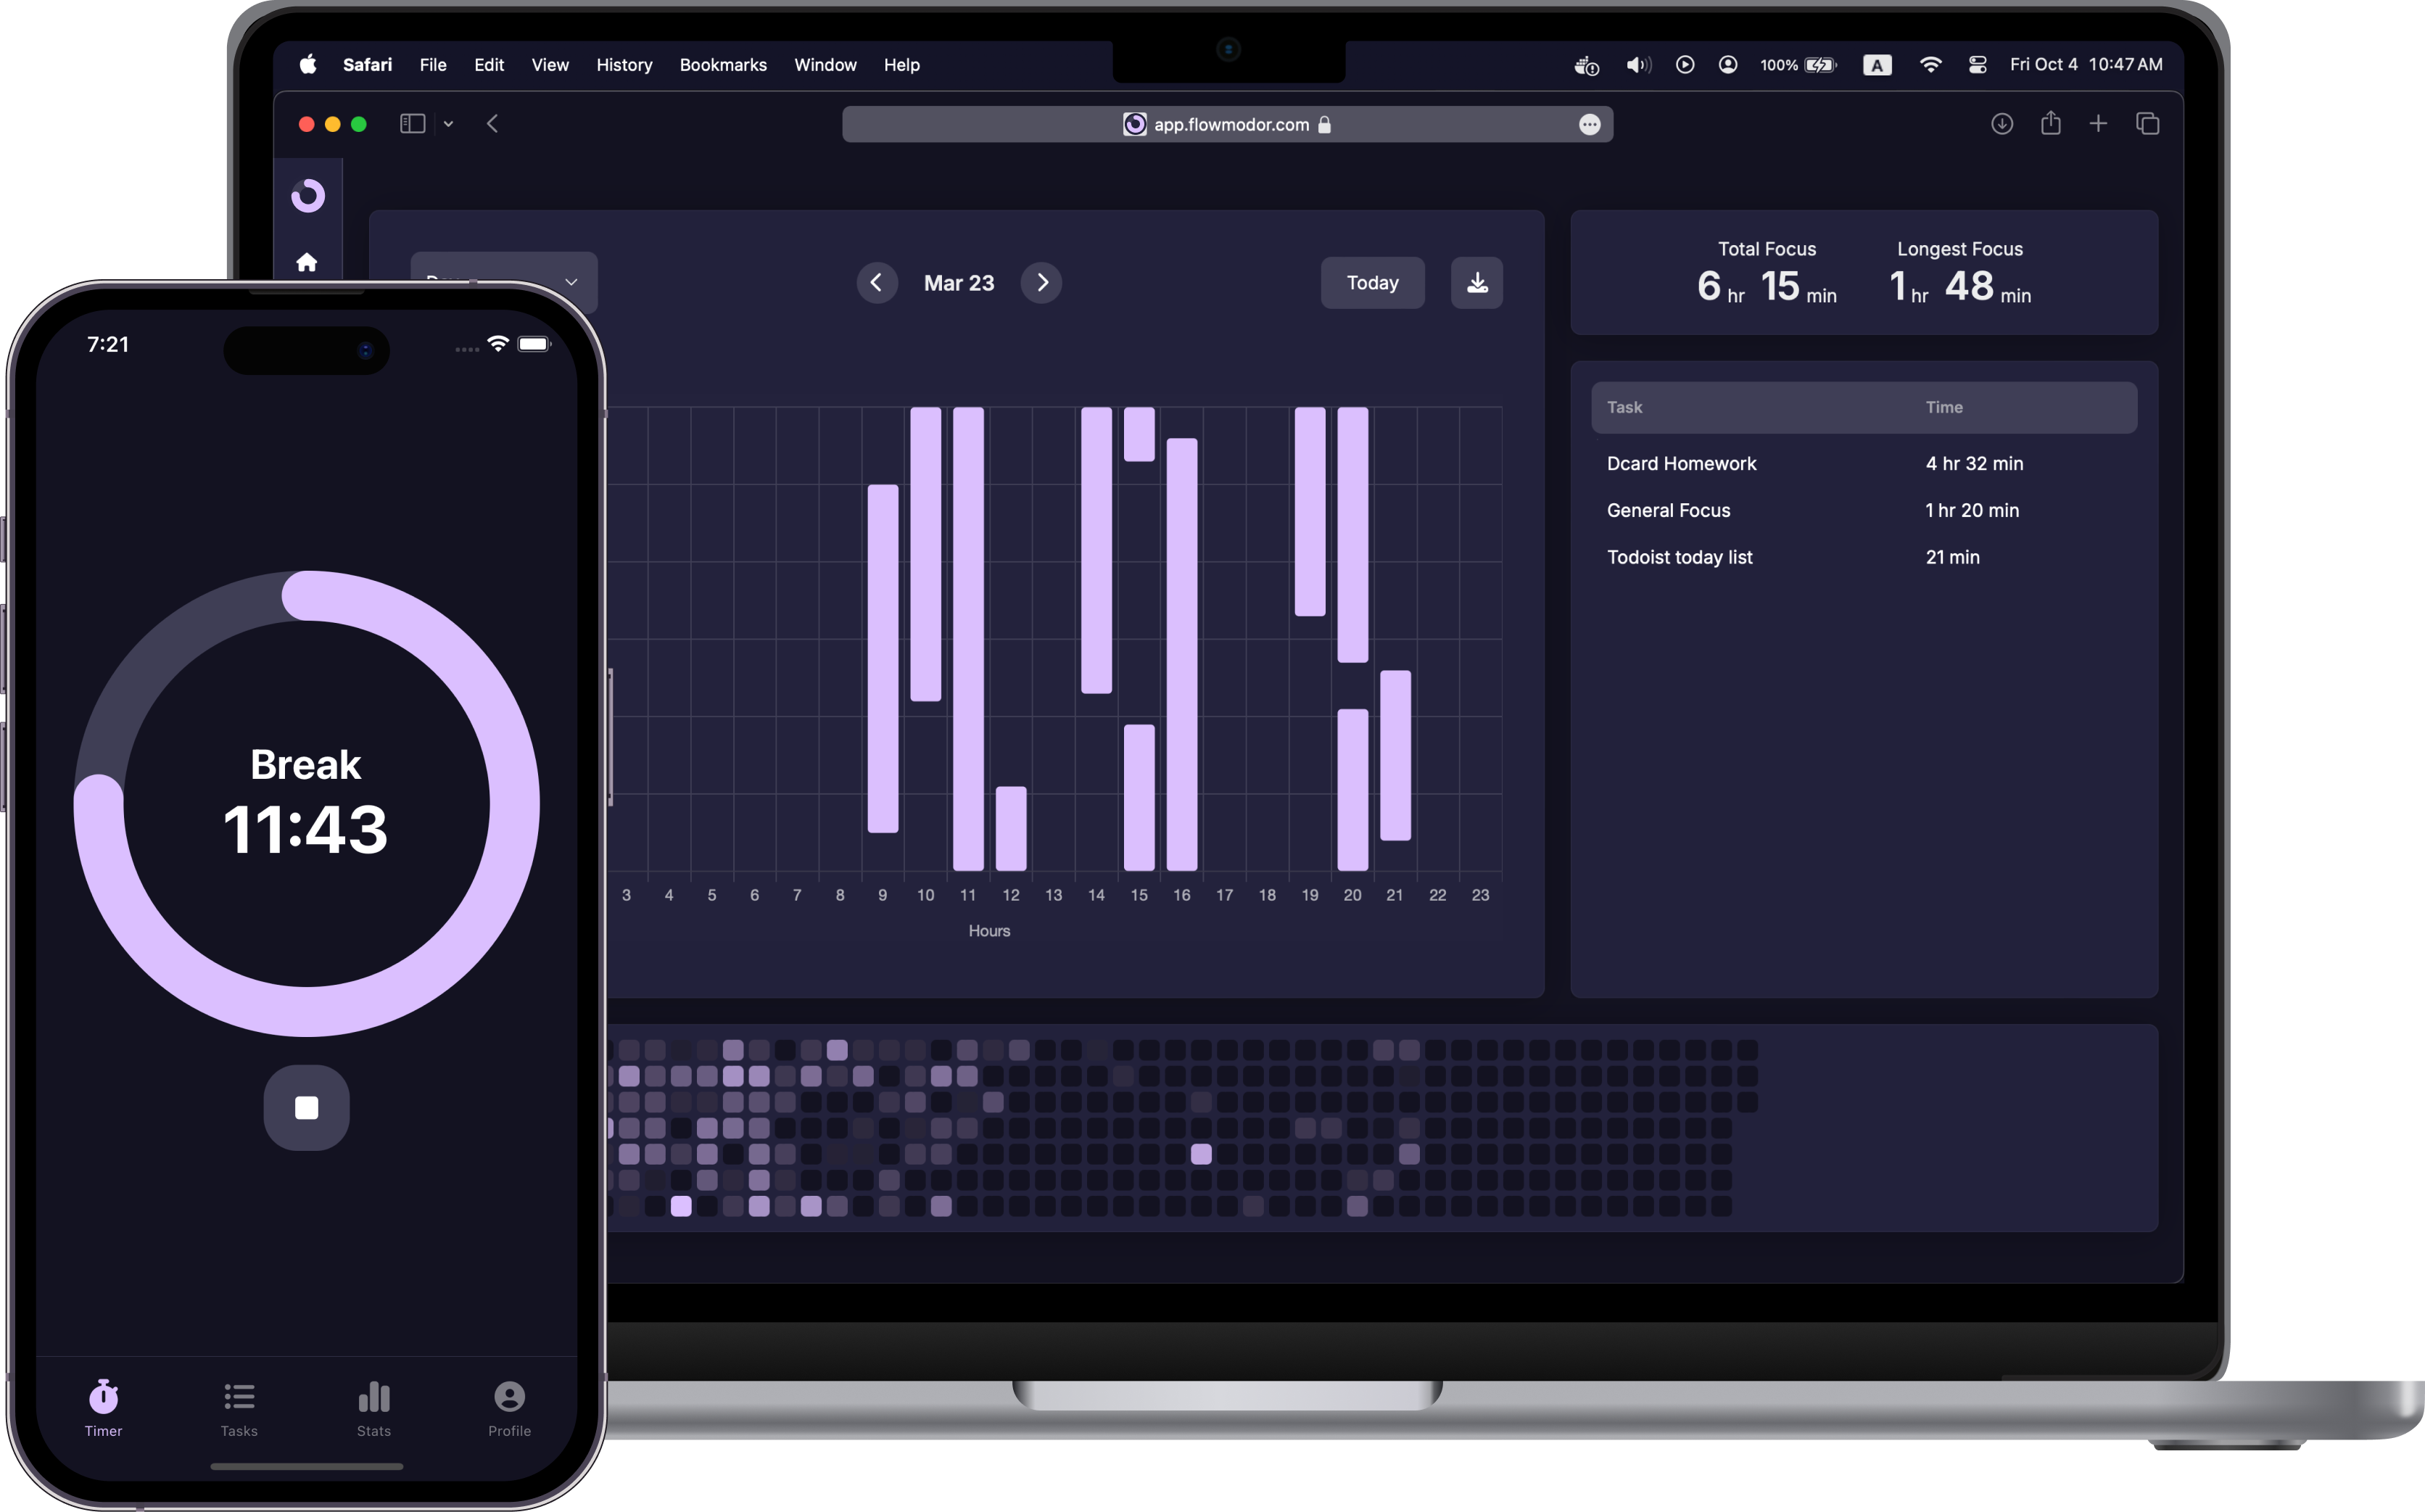 Safari File Edit View History Bookmarks Window Help 100% A Fri Oct 4 10:47 AM
app.flowmodor.com
Mar 23
Today
Total Focus Longest Focus
6 hr 15 min 1 hr 48 min
Task Time
Dcard Homework 4 hr 32 min
General Focus 1 hr 20 min
Todoist today list 21 min
3 4 5 6 7 8 9 10 11 12 13 14 15 16 17 18 19 20 21 22 23
Hours
7:21
Break
11:43
Timer Tasks Stats Profile